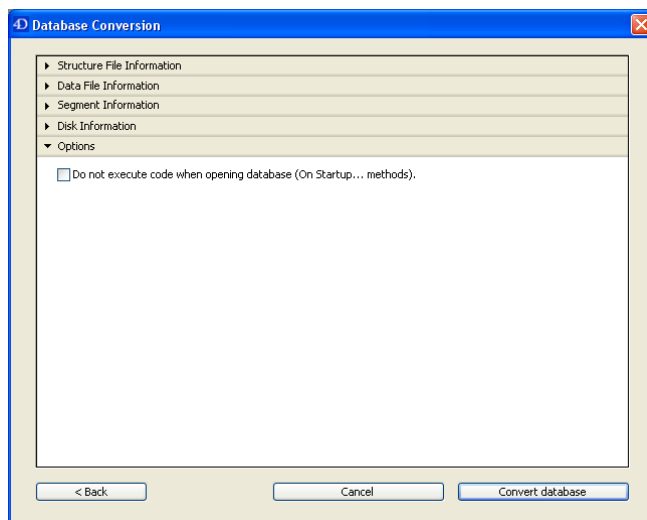 4D Database Conversion
Structure File Information
Data File Information
Segment Information
Disk Information
Options
Do not execute code when opening database (On Startup... methods).
< Back
Cancel
Convert database